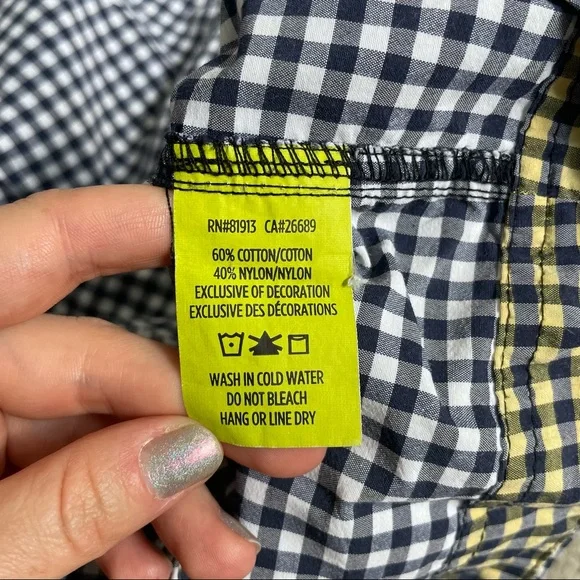 RN#81913 CA#26689
60% COTTON/COTON
40% NYLON/NYLON
EXCLUSIVE OF DECORATION
EXCLUSIVE DES DÉCORATIONS
WASH IN COLD WATER
DO NOT BLEACH
HANG OR LINE DRY